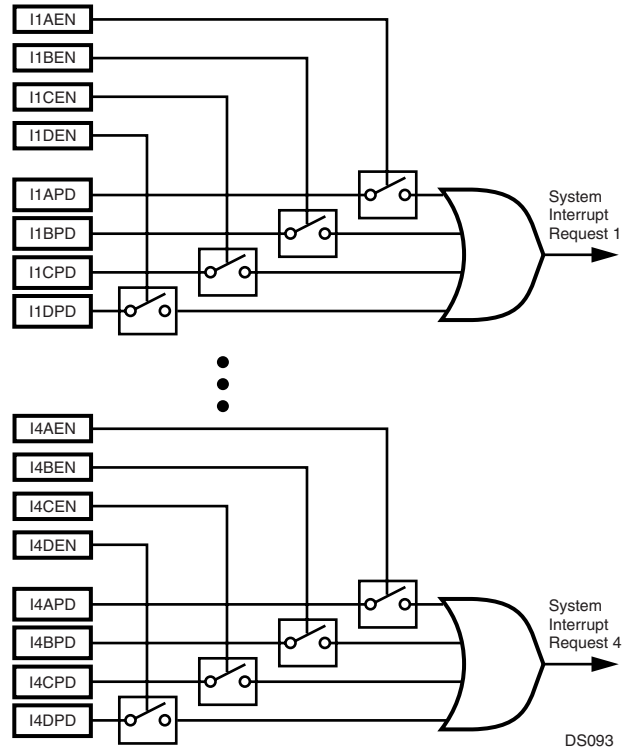 I1AEN
I1BEN
I1CEN
I1DEN
I1APD
I1BPD
I1CPD
I1DPD
System
Interrupt
Request 1
I4AEN
I4BEN
I4CEN
I4DEN
I4APD
I4BPD
I4CPD
I4DPD
System
Interrupt
Request 4
DS093